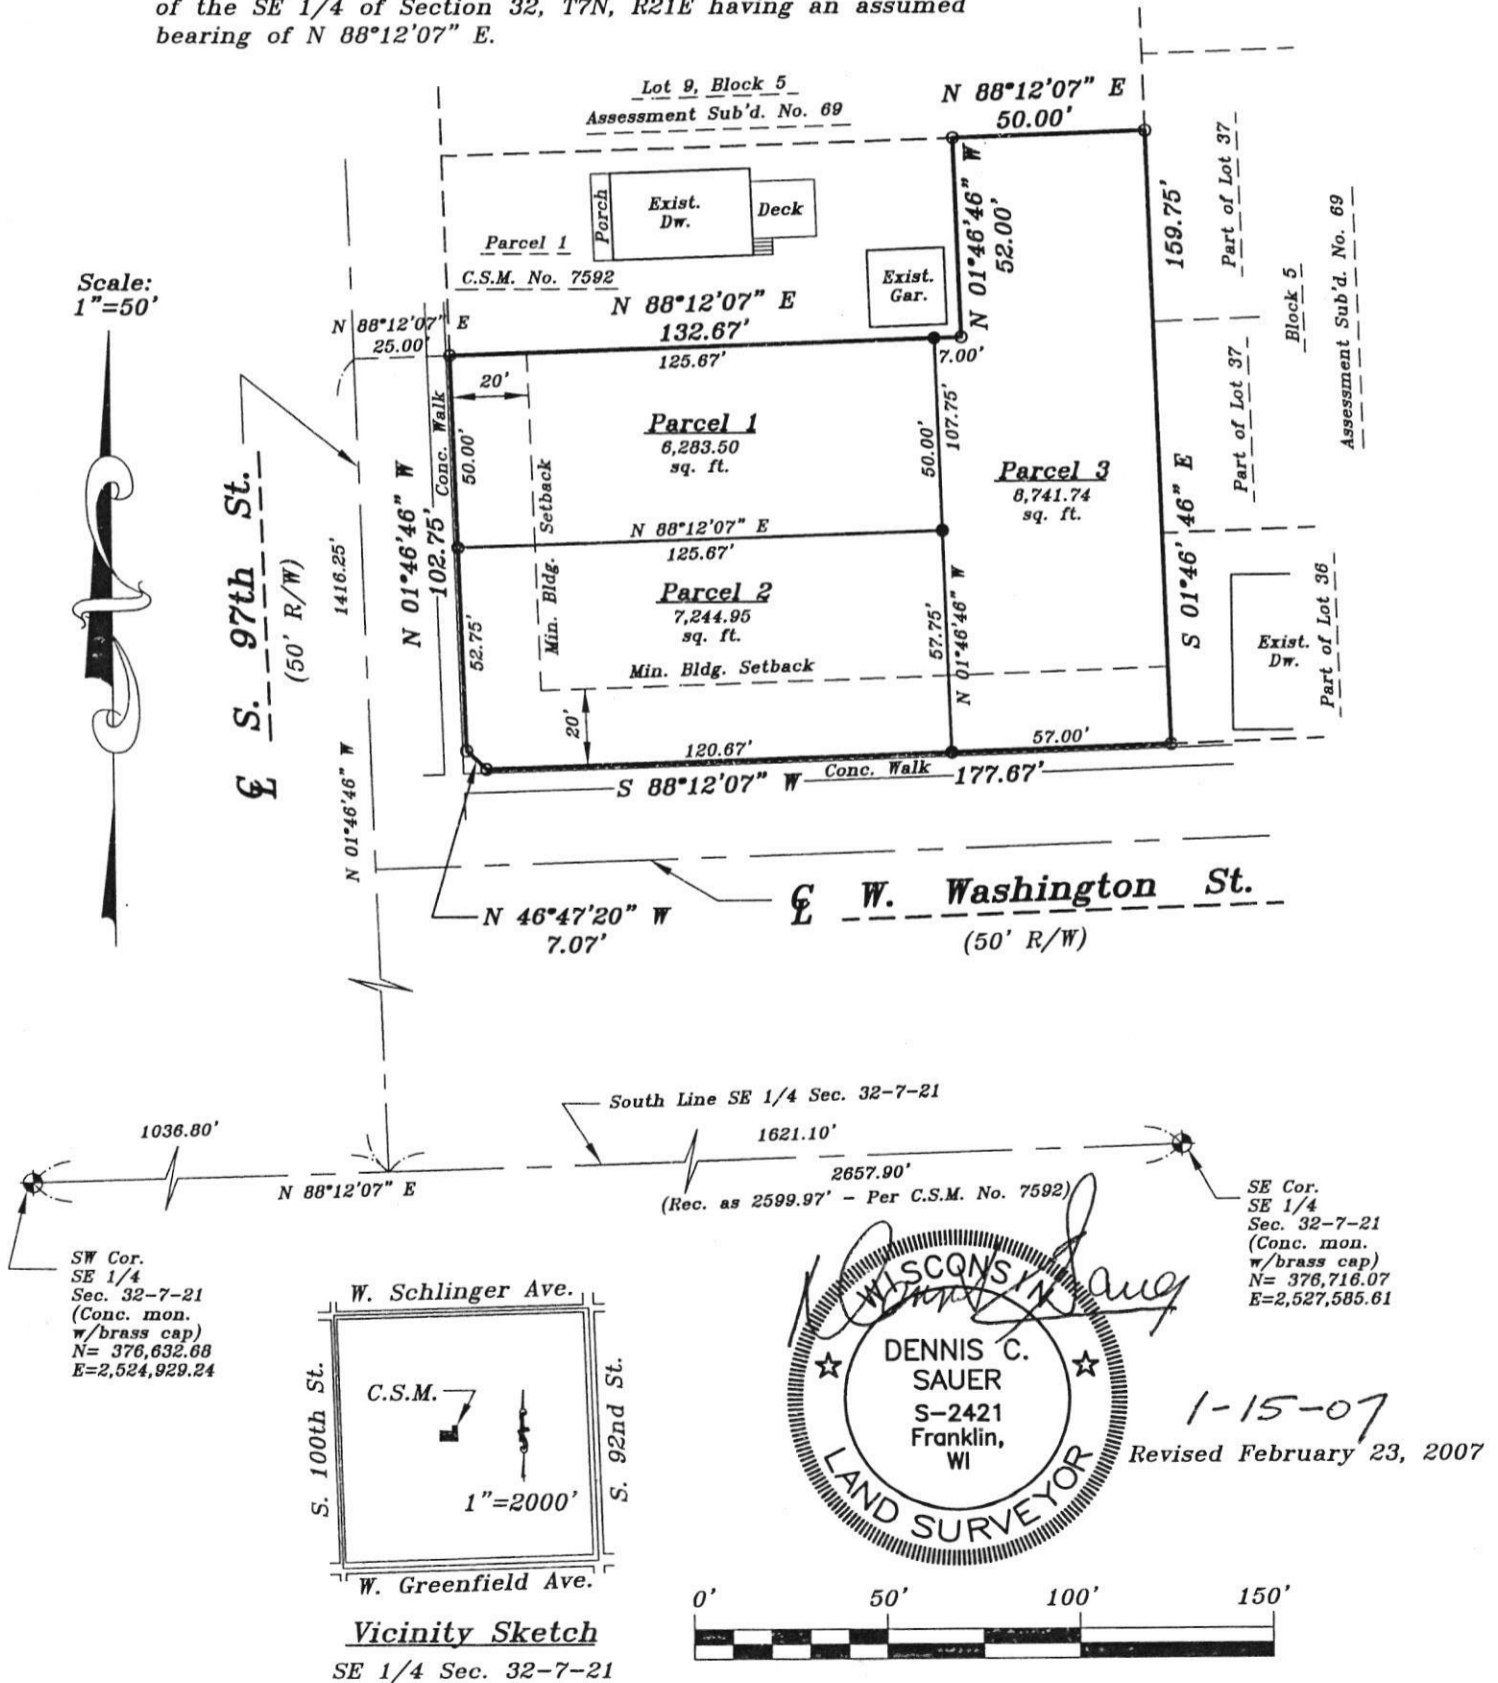 of the SE 1/4 of Section 32, T7N, R21E having an assumed
bearing of N 88°12'07" E.
Lot 9, Block 5
Assessment Sub'd. No. 69
N 88°12'07" E
50.00'
N 01°46'46" W
52.00'
159.75'
Part of Lot 37
Porch
Exist.
Dw.
Deck
Parcel 1
C.S.M. No. 7592
Exist.
Gar.
Block 5
Assessment Sub'd. No. 69
Scale:
1"=50'
N 88°12'07" E
25.00'
N 88°12'07" E
132.67'
125.67'
7.00'
20'
Conc. Walk
50.00'
Parcel 1
6,283.50
sq. ft.
50.00'
107.75'
Parcel 3
8,741.74
sq. ft.
Part of Lot 37
S 01°46'46" E
℄ S. 97th St.
(50' R/W)
1416.25'
N 01°46'46" W
N 01°46'46" W
102.75'
Min. Bldg. Setback
N 88°12'07" E
125.67'
Parcel 2
7,244.95
sq. ft.
52.75'
57.75'
N 01°46'46" W
Min. Bldg. Setback
20'
Exist.
Dw.
Part of Lot 36
120.67'
57.00'
S 88°12'07" W
Conc. Walk
177.67'
N 46°47'20" W
7.07'
℄ W. Washington St.
(50' R/W)
South Line SE 1/4 Sec. 32-7-21
1036.80'
1621.10'
N 88°12'07" E
2657.90'
(Rec. as 2599.97' - Per C.S.M. No. 7592)
SW Cor.
SE 1/4
Sec. 32-7-21
(Conc. mon.
w/brass cap)
N= 376,632.68
E=2,524,929.24
SE Cor.
SE 1/4
Sec. 32-7-21
(Conc. mon.
w/brass cap)
N= 376,716.07
E=2,527,585.61
W. Schlinger Ave.
S. 100th St.
C.S.M.
1"=2000'
S. 92nd St.
W. Greenfield Ave.
Vicinity Sketch
SE 1/4 Sec. 32-7-21
WISCONSIN
DENNIS C.
SAUER
S-2421
Franklin,
WI
LAND SURVEYOR
1-15-07
Revised February 23, 2007
0' 50' 100' 150'